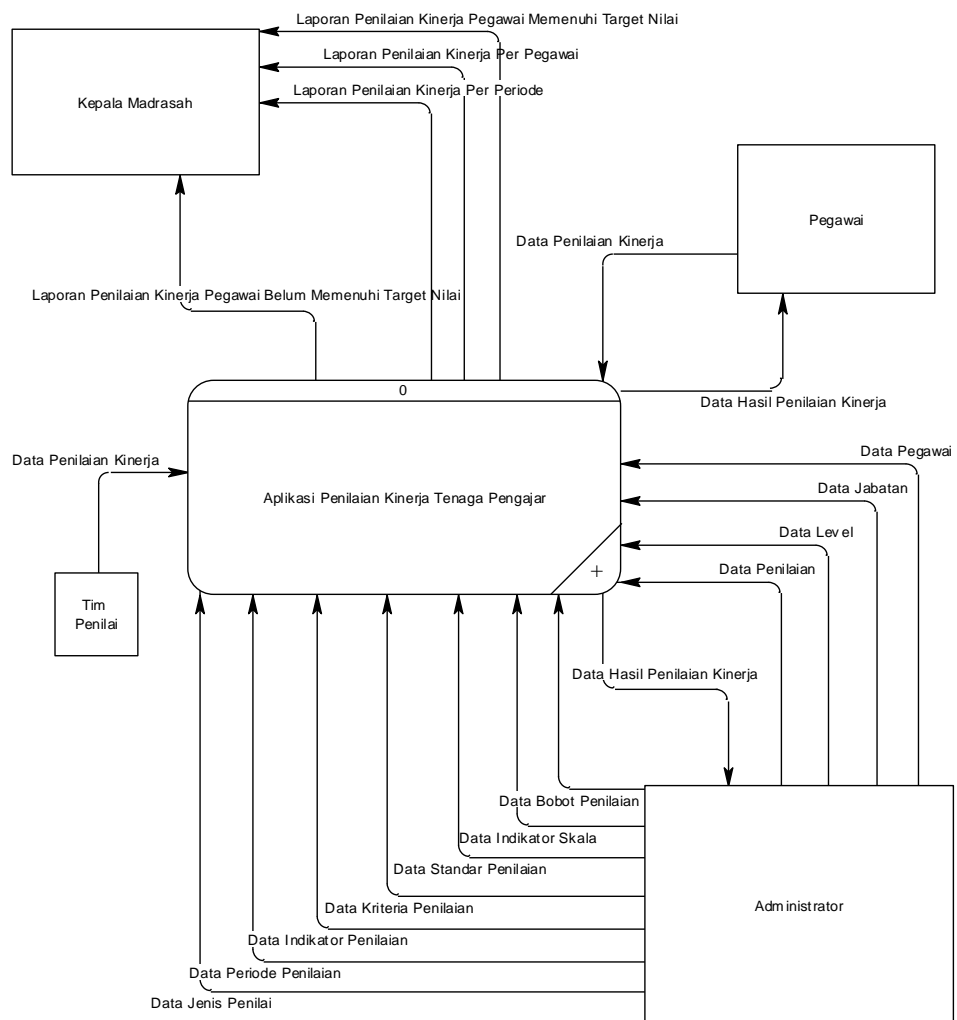 Laporan Penilaian Kinerja Pegawai Memenuhi Target Nilai
Laporan Penilaian Kinerja Per Pegawai
Laporan Penilaian Kinerja Per Periode
Kepala Madrasah
Pegawai
Data Penilaian Kinerja
Laporan Penilaian Kinerja Pegawai Belum Memenuhi Target Nilai
0
Data Hasil Penilaian Kinerja
Data Penilaian Kinerja
Data Pegawai
Aplikasi Penilaian Kinerja Tenaga Pengajar
Data Jabatan
Data Level
Data Penilaian
+
Tim
Penilai
Data Hasil Penilaian Kinerja
Data Bobot Penilaian
Data Indikator Skala
Data Standar Penilaian
Administrator
Data Kriteria Penilaian
Data Indikator Penilaian
Data Periode Penilaian
Data Jenis Penilai